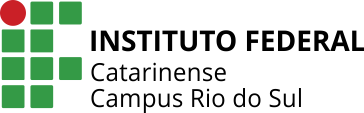 INSTITUTO FEDERAL
Catarinense
Campus Rio do Sul